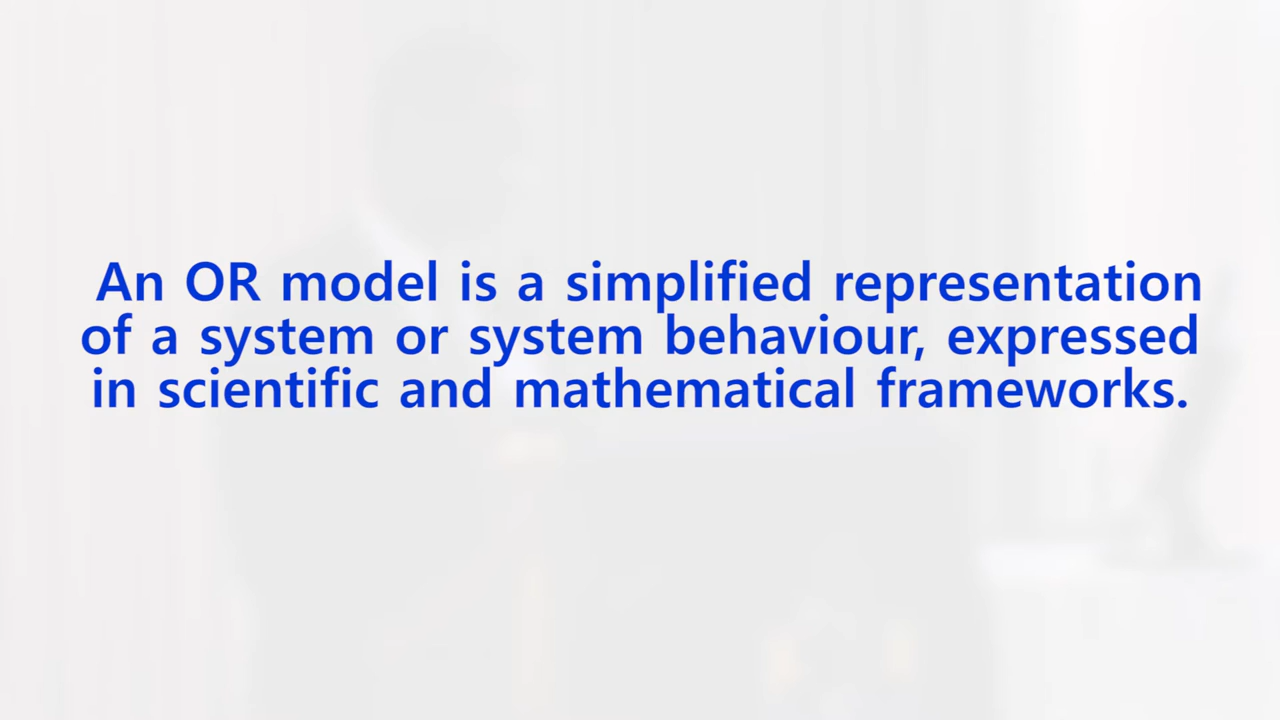 An OR model is a simplified representation
of a system or system behaviour, expressed
in scientific and mathematical frameworks.